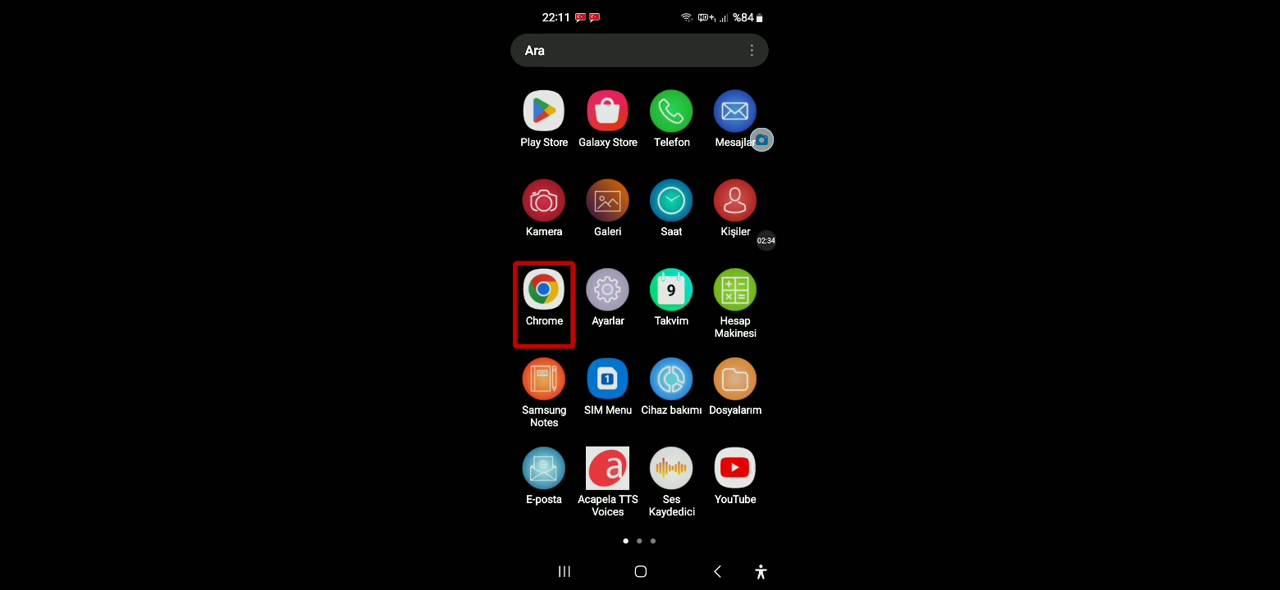 22:11 %84
Ara
Play Store Galaxy Store Telefon Mesajlar
Kamera Galeri Saat Kişiler
02:34
9
Chrome Ayarlar Takvim Hesap
Makinesi
1
Samsung SIM Menu Cihaz bakımı Dosyalarım
Notes
a
E-posta Acapela TTS Ses YouTube
Voices Kaydedici